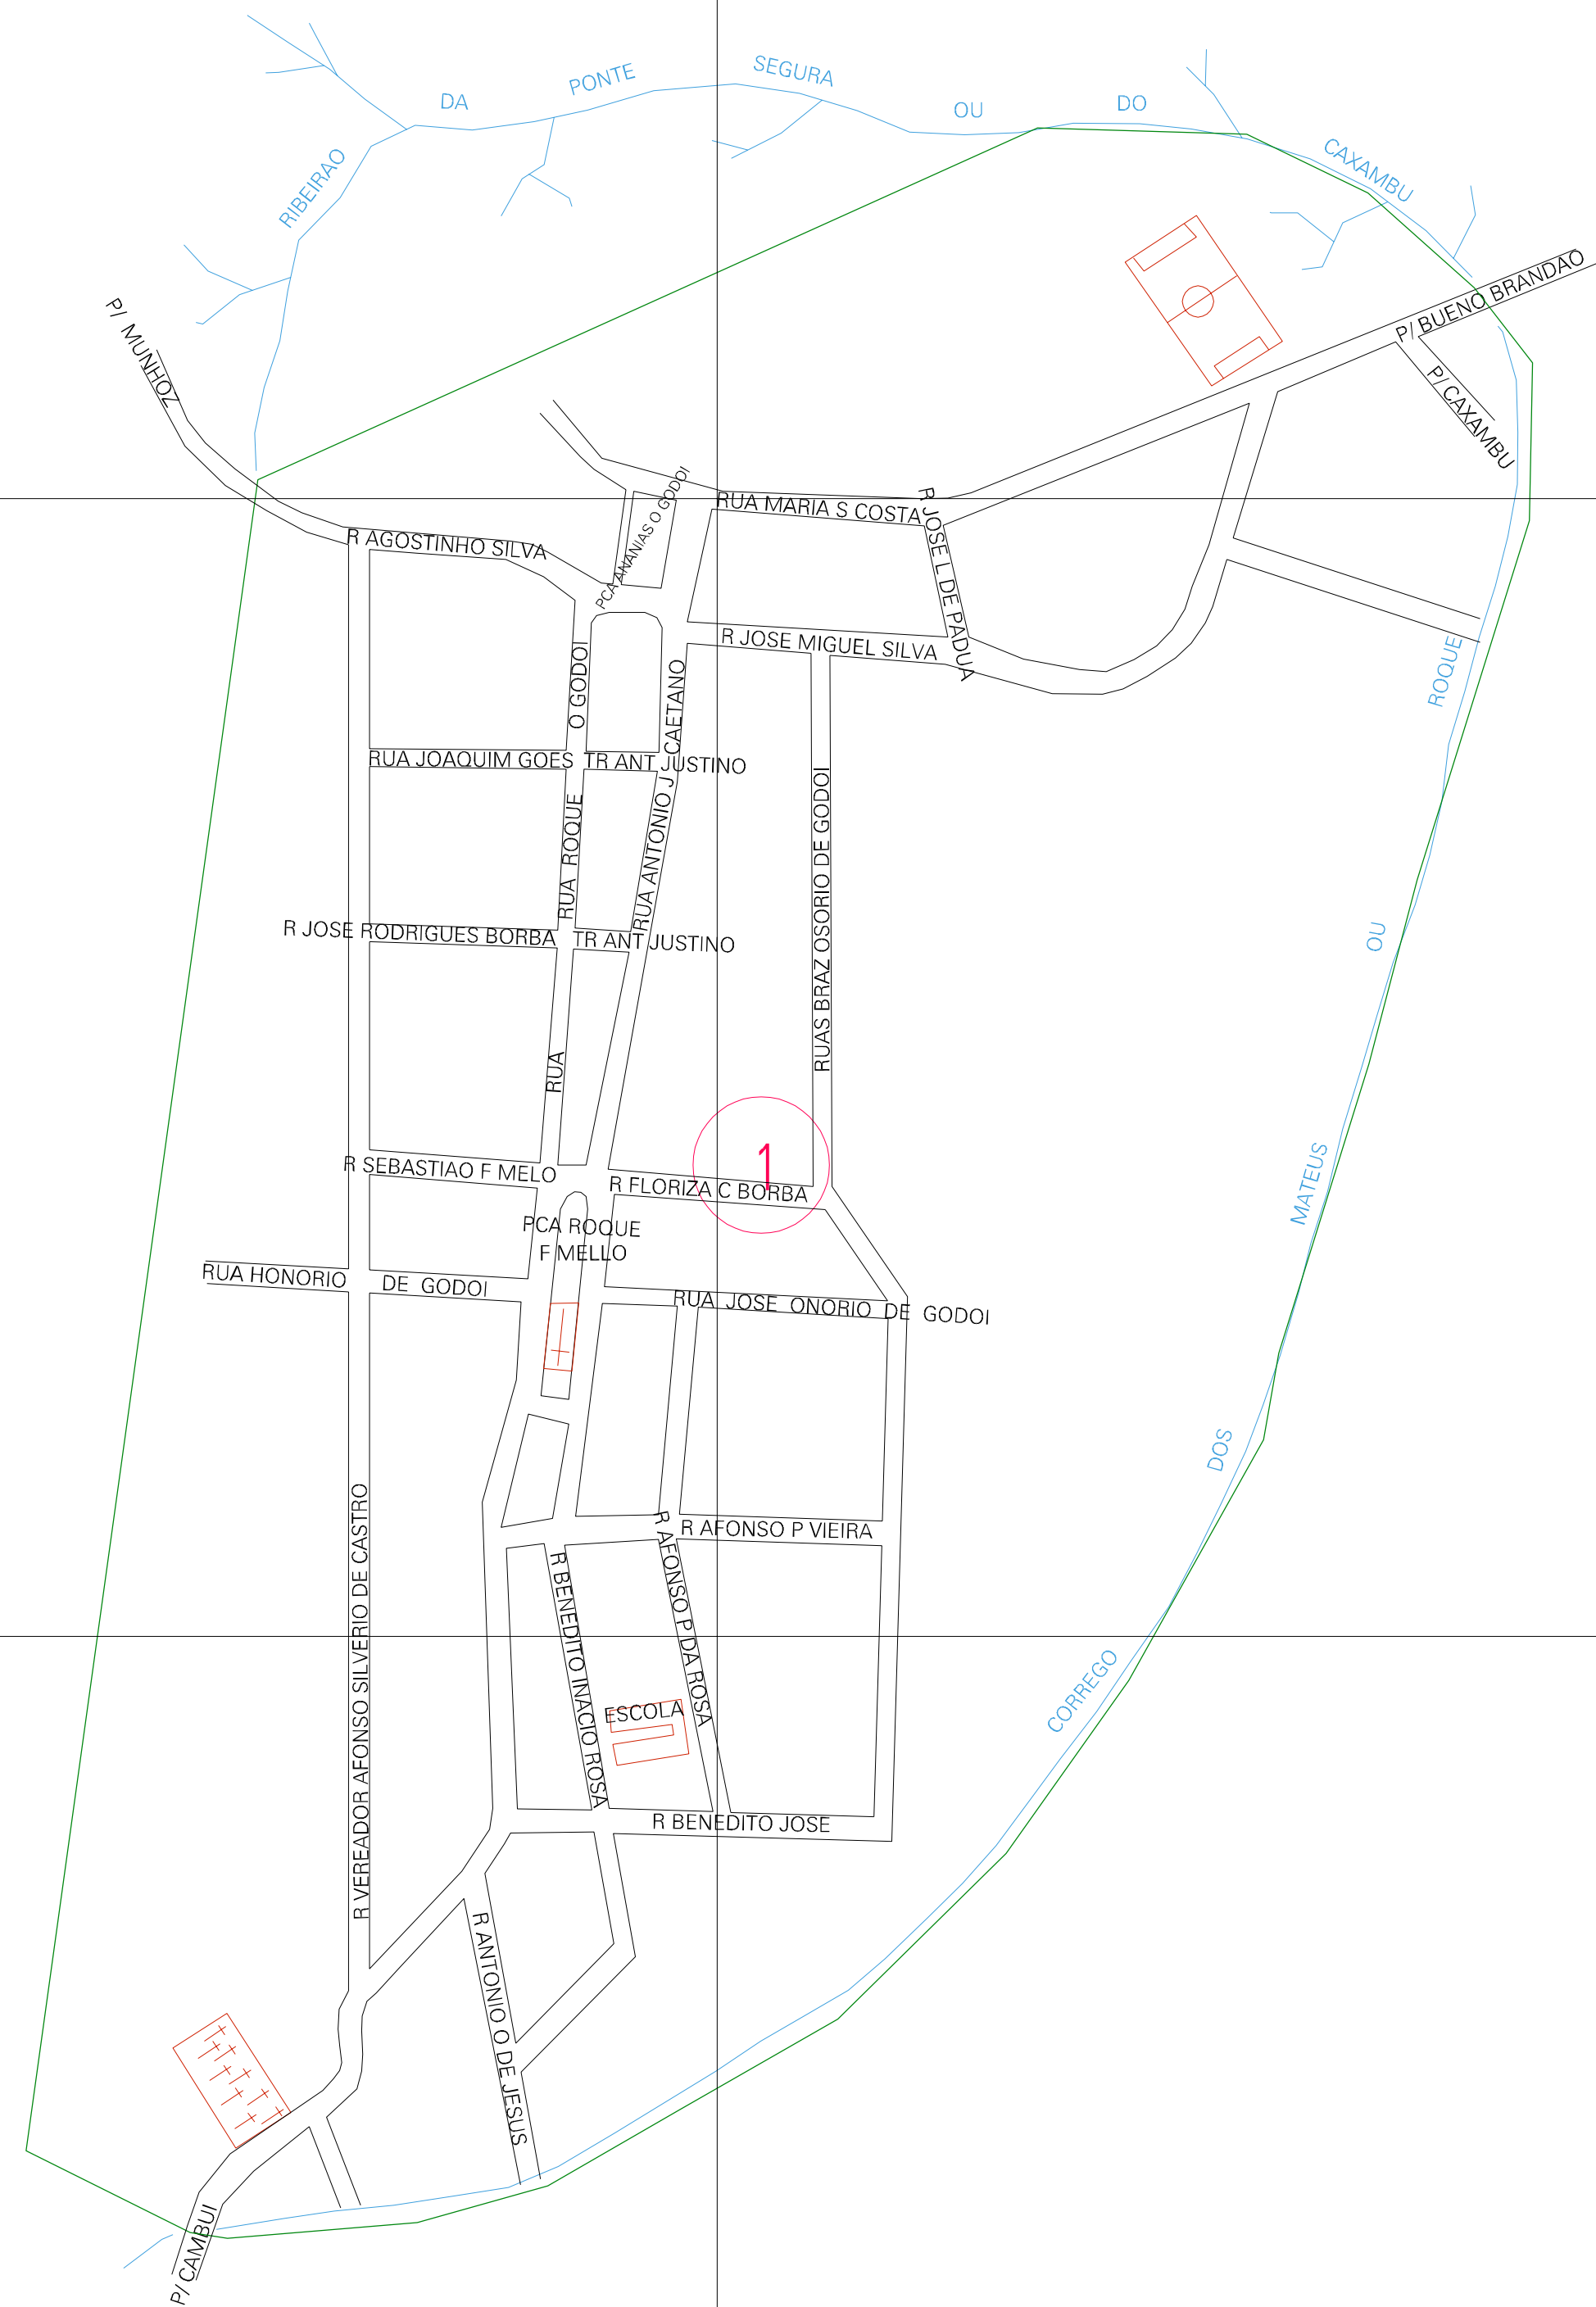 RIBEIRAO DA PONTE SEGURA OU DO CAXAMBU
P/ MUNHOZ
P/ BUENO BRANDAO
P/ CAXAMBU
PCA ANANIAS O GODOI
RUA MARIA S COSTA
R JOSE L DE PADUA
R AGOSTINHO SILVA
R JOSE MIGUEL SILVA
RUA JOAQUIM GOES
TR ANT JUSTINO
RUA ROQUE O GODOI
RUA ANTONIO J CAETANO
RUAS BRAZ OSORIO DE GODOI
R JOSE RODRIGUES BORBA
TR ANT JUSTINO
RUA
1
R SEBASTIAO F MELO
R FLORIZA C BORBA
PCA ROQUE
F MELLO
RUA HONORIO DE GODOI
RUA JOSE ONORIO DE GODOI
R VEREADOR AFONSO SILVERIO DE CASTRO
R AFONSO P VIEIRA
R BENEDITO INACIO ROSA
R AFONSO P DA ROSA
ESCOLA
R BENEDITO JOSE
R ANTONIO O DE JESUS
CORREGO DOS MATEUS OU ROQUE
P/ CAMBUI